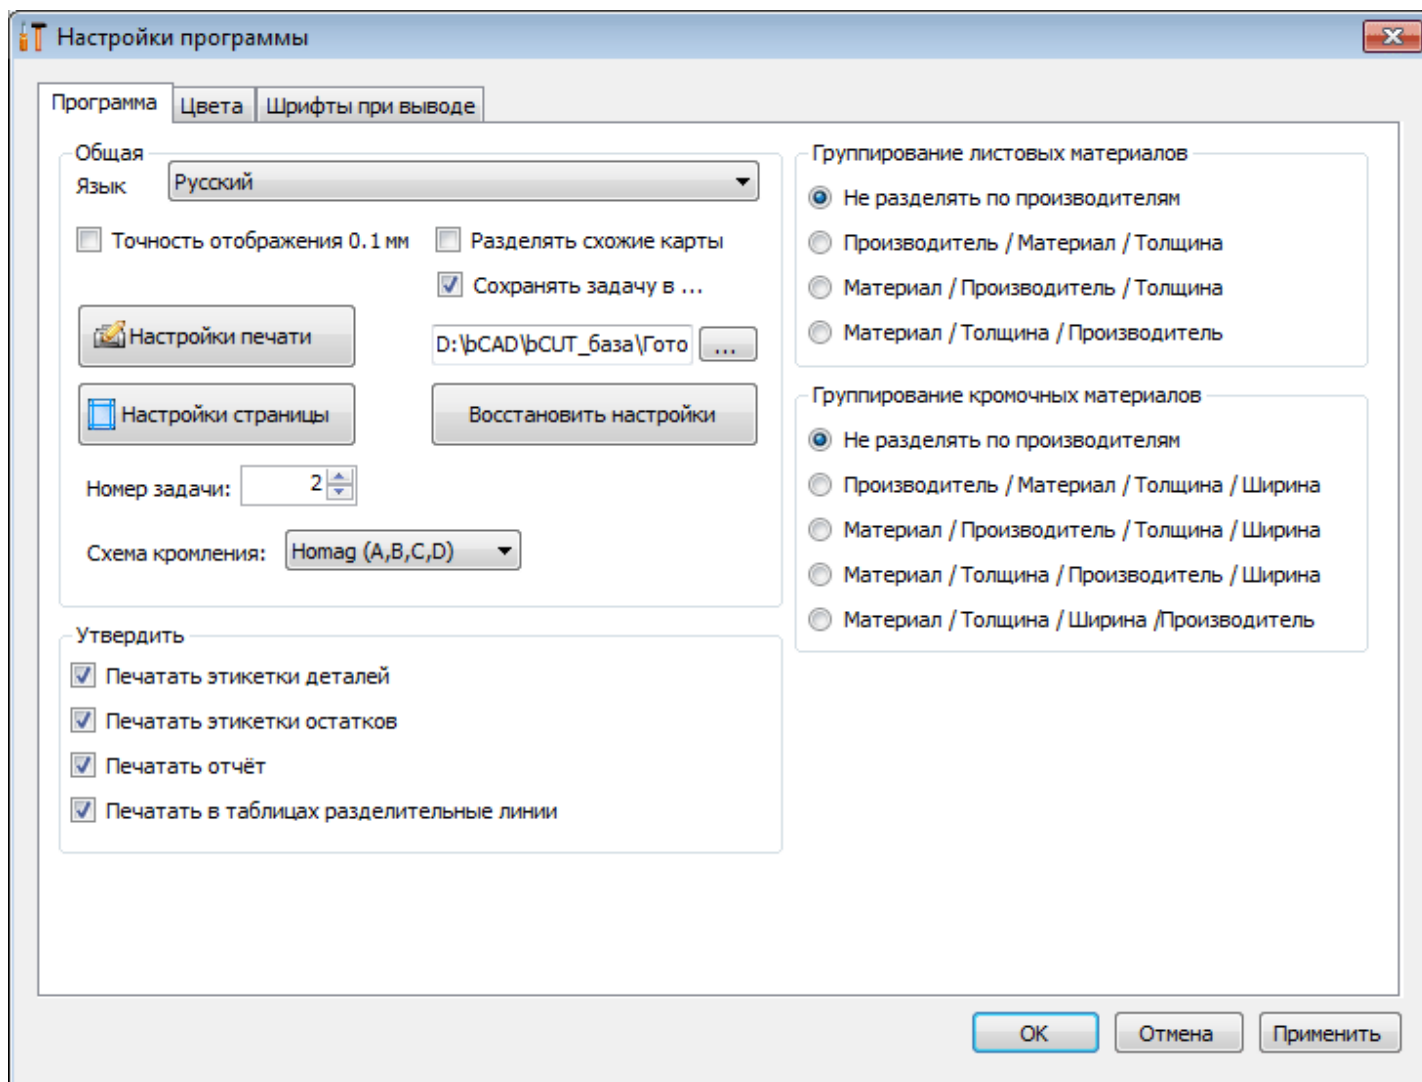 Настройки программы
Программа
Цвета
Шрифты при выводе
Общая
Язык
Русский
Точность отображения 0.1 мм
Разделять схожие карты
Сохранять задачу в ...
Настройки печати
D:\bCAD\bCUT_база\Гото
...
Настройки страницы
Восстановить настройки
Номер задачи:
2
Схема кромления:
Homag (A,B,C,D)
Утвердить
Печатать этикетки деталей
Печатать этикетки остатков
Печатать отчёт
Печатать в таблицах разделительные линии
Группирование листовых материалов
Не разделять по производителям
Производитель / Материал / Толщина
Материал / Производитель / Толщина
Материал / Толщина / Производитель
Группирование кромочных материалов
Не разделять по производителям
Производитель / Материал / Толщина / Ширина
Материал / Производитель / Толщина / Ширина
Материал / Толщина / Производитель / Ширина
Материал / Толщина / Ширина /Производитель
OK
Отмена
Применить